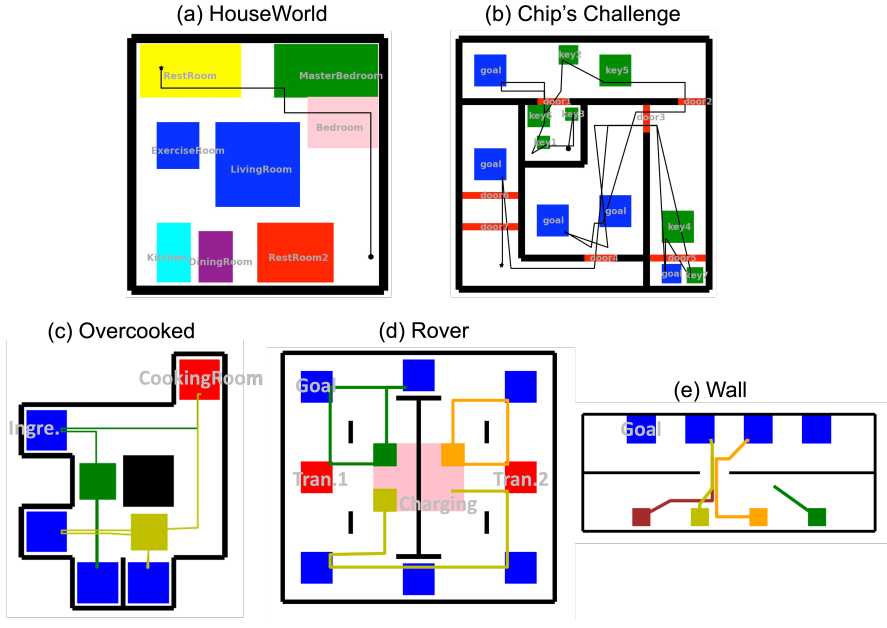 (a) HouseWorld
(b) Chip's Challenge
RestRoom
MasterBedroom
Bedroom
ExerciseRoom
LivingRoom
Kitchen
DiningRoom
RestRoom2
goal
key2
key5
door1
door2
key6
key3
door3
key1
goal
door6
goal
goal
door7
key4
door4
door5
goal
key7
(c) Overcooked
(d) Rover
(e) Wall
CookingRoom
Ingre.
Goal
Tran.1
Tran.2
Charging
Goal